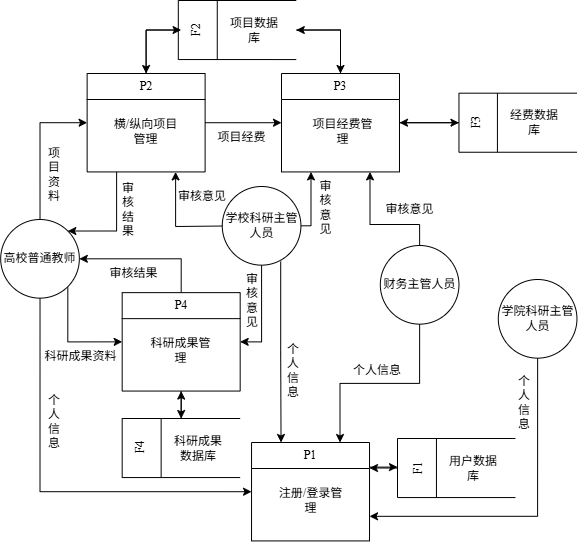 F2
项目数据
库
P2
横/纵向项目
管理
P3
项目经费管
理
F3
经费数据
库
项目经费
项
目
资
料
审
核
结
果
审核意见
审
核
意
见
审核意见
学校科研主管
人员
高校普通教师
审核结果
审
核
意
见
财务主管人员
学院科研主管
人员
P4
科研成果管
理
科研成果资料
个
人
信
息
个人信息
个
人
信
息
个
人
信
息
F4
科研成果
数据库
P1
注册/登录管
理
F1
用户数据
库